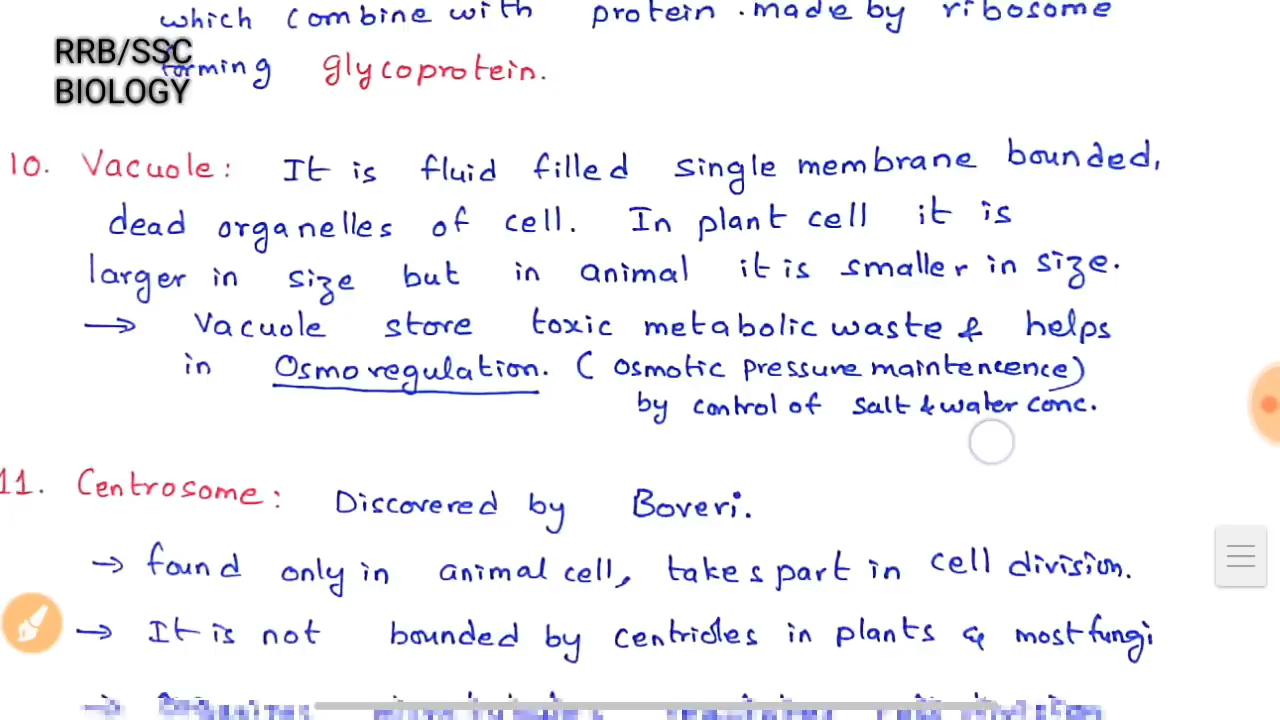 which combine with protein. made by ribosome
RRB/SSC
forming glycoprotein.
BIOLOGY
10. Vacuole: It is fluid filled single membrane bounded,
dead organelles of cell. In plant cell it is
larger in size but in animal it is smaller in size.
→ Vacuole store toxic metabolic waste & helps
in Osmoregulation. ( osmotic pressure maintencence)
by control of salt & water conc.
11. Centrosome: Discovered by Boveri.
→ found only in animal cell, takes part in cell division.
→ It is not bounded by centrioles in plants & most fungi
→ Organizes microtubules